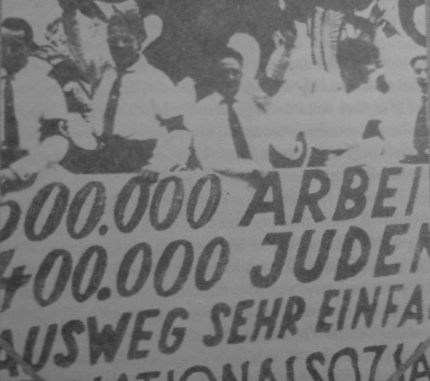 500.000 ARBEI
400.000 JUDEN
AUSWEG SEHR EINFA
NATIONALSOZIA